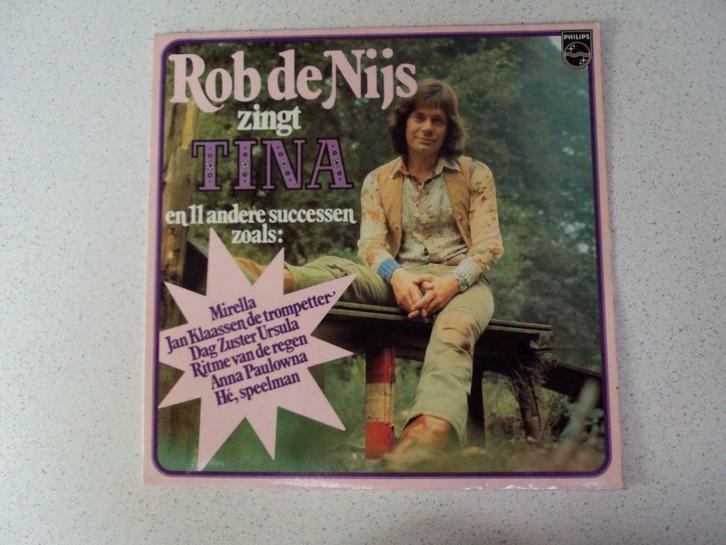 PHILIPS
Rob de Nijs
zingt
TINA
en 11 andere successen
zoals:
Mirella
Jan Klaassen de trompetter
Dag Zuster Ursula
Ritme van de regen
Anna Paulowna
Hé, speelman